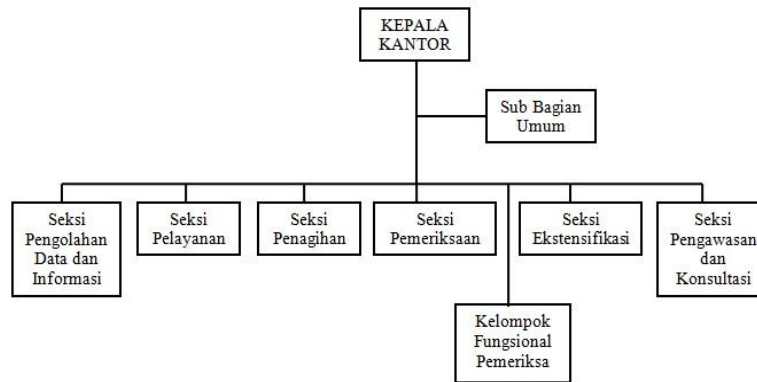 KEPALA
KANTOR
Sub Bagian
Umum
Seksi
Pengolahan
Data dan
Informasi
Seksi
Pelayanan
Seksi
Penagihan
Seksi
Pemeriksaan
Seksi
Ekstensifikasi
Seksi
Pengawasan
dan
Konsultasi
Kelompok
Fungsional
Pemeriksa